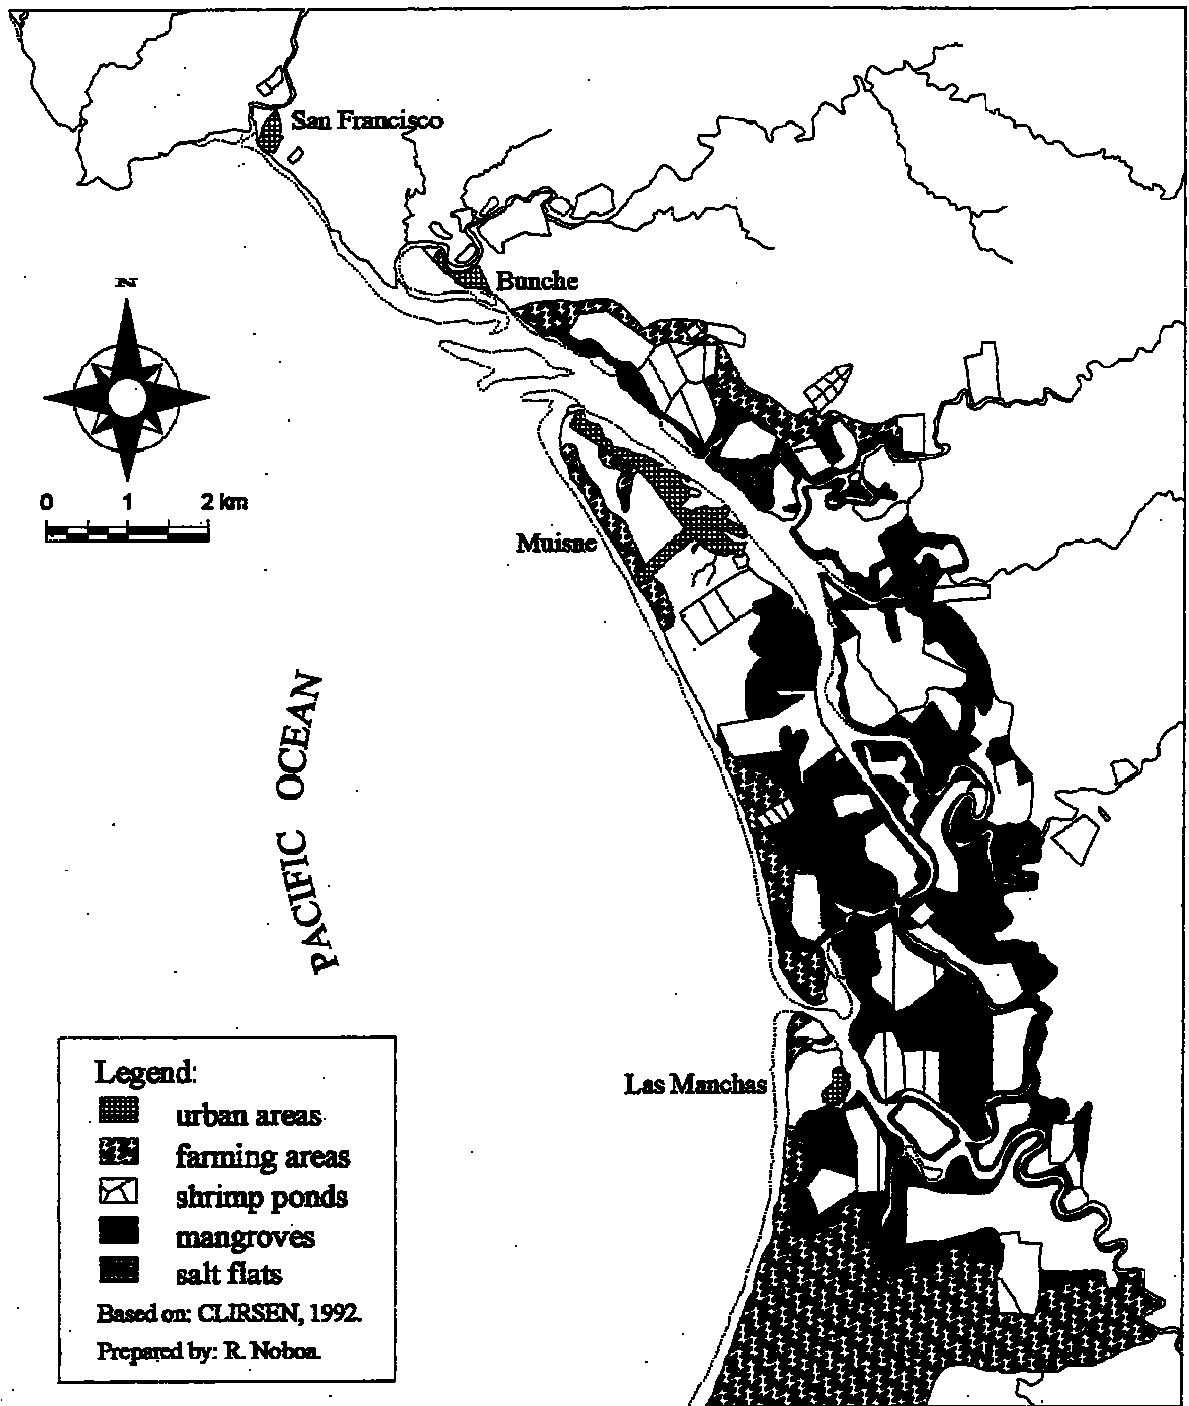 San Francisco
Bunche
N
0 1 2 km
Muisne
PACIFIC OCEAN
Las Manchas
Legend:
urban areas
farming areas
shrimp ponds
mangroves
salt flats
Based on: CLIRSEN, 1992.
Prepared by: R. Noboa.